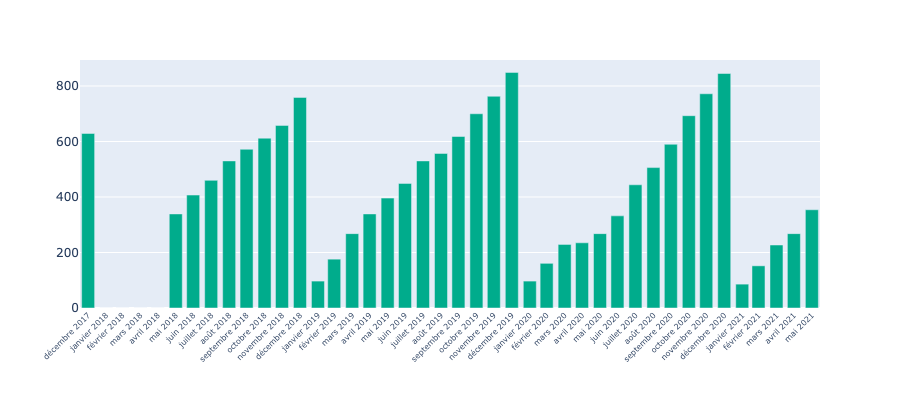 800
600
400
200
0
décembre 2017
janvier 2018
février 2018
mars 2018
avril 2018
mai 2018
juin 2018
juillet 2018
août 2018
septembre 2018
octobre 2018
novembre 2018
décembre 2018
janvier 2019
février 2019
mars 2019
avril 2019
mai 2019
juin 2019
juillet 2019
août 2019
septembre 2019
octobre 2019
novembre 2019
décembre 2019
janvier 2020
février 2020
mars 2020
avril 2020
mai 2020
juin 2020
juillet 2020
août 2020
septembre 2020
octobre 2020
novembre 2020
décembre 2020
janvier 2021
février 2021
mars 2021
avril 2021
mai 2021